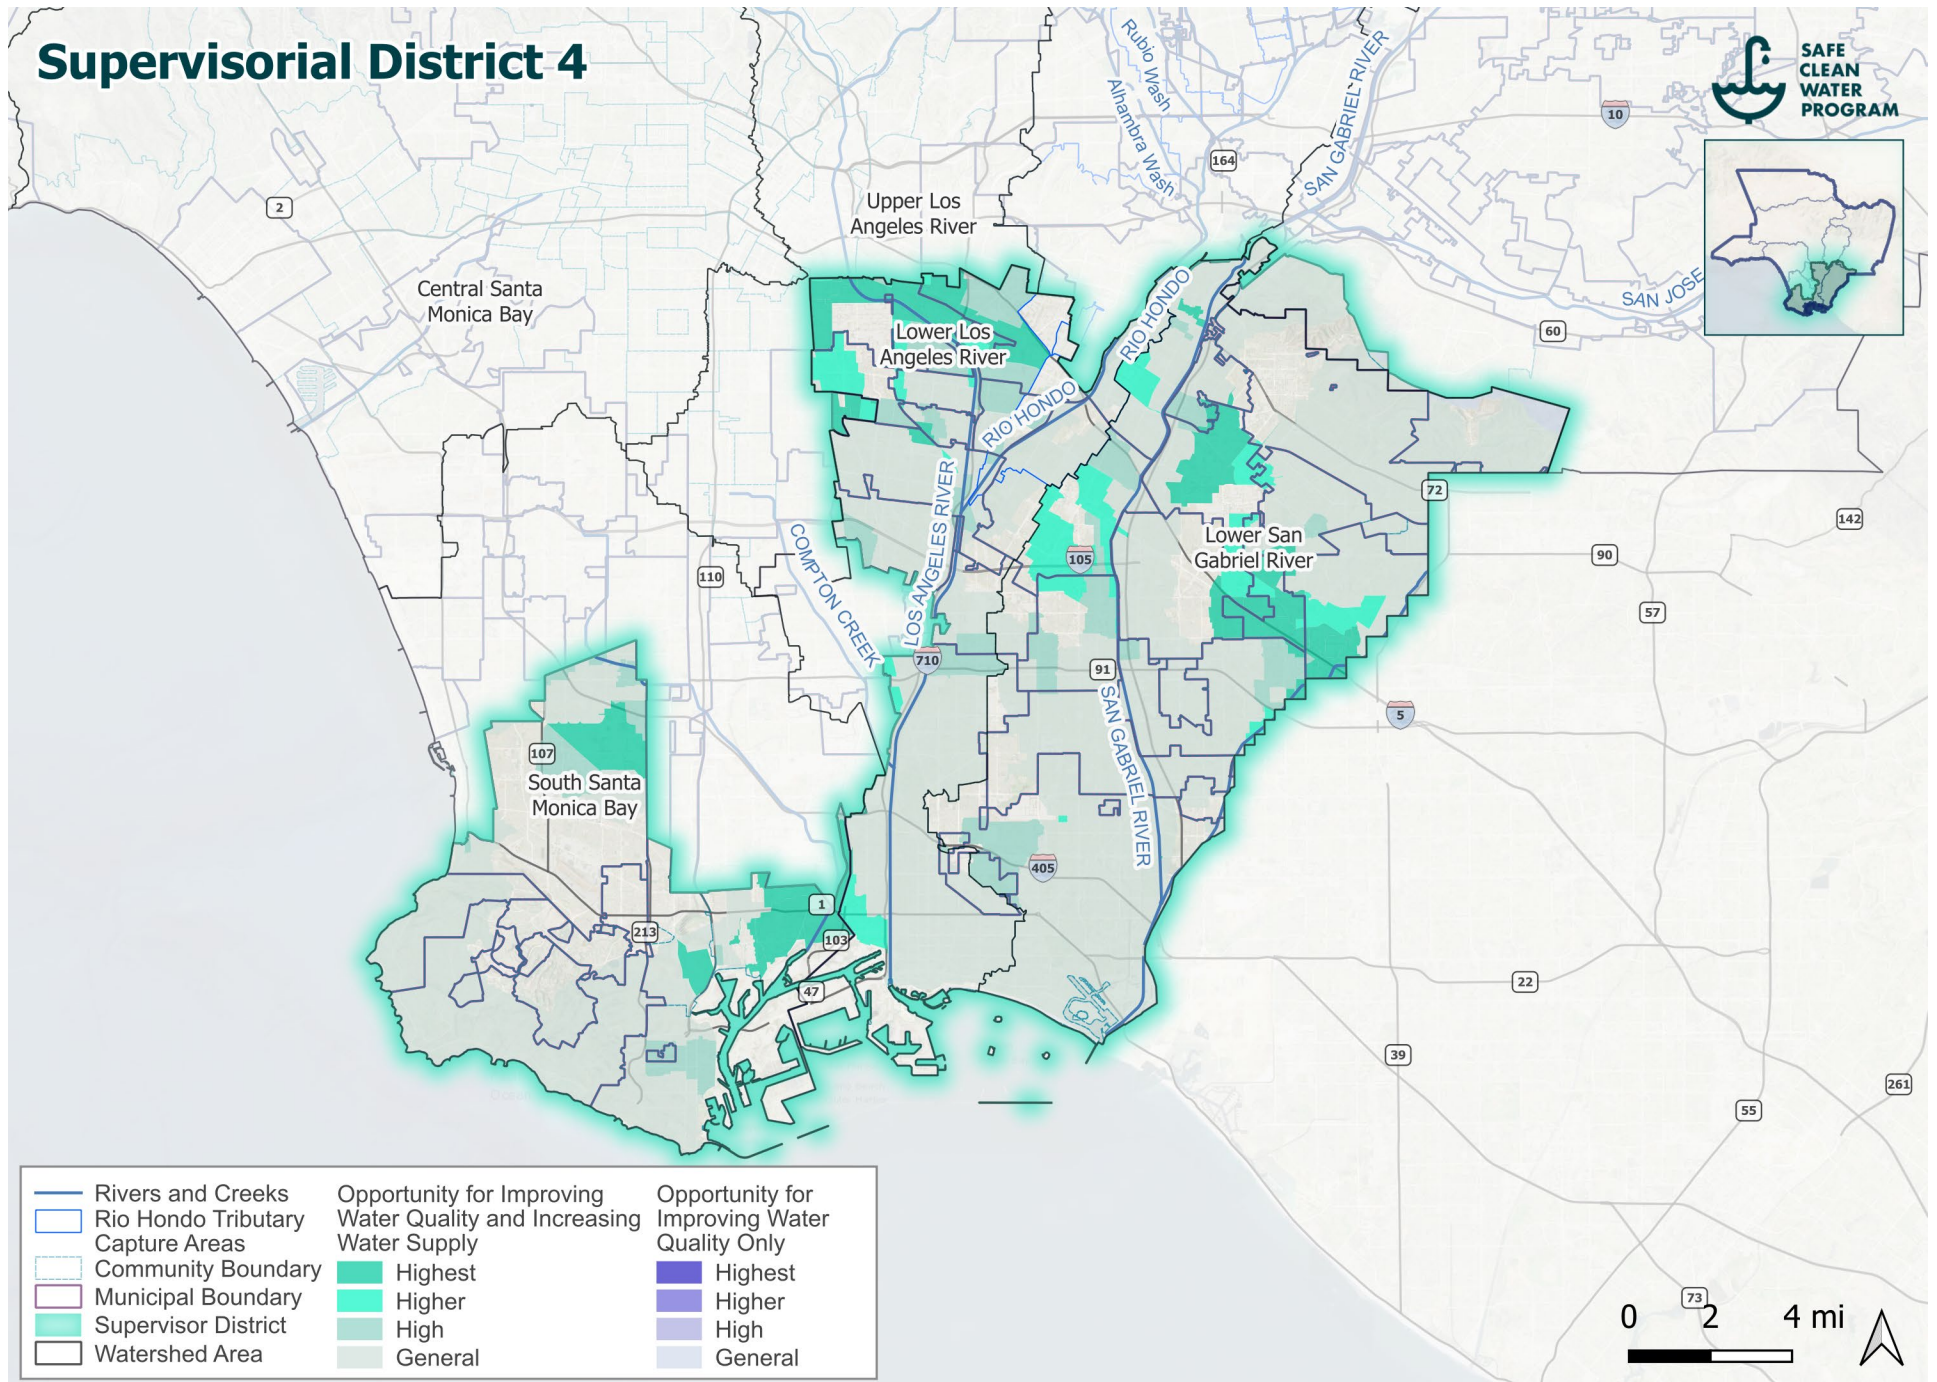 Supervisorial District 4
SAFE
CLEAN
WATER
PROGRAM
Rubio Wash
Alhambra Wash
SAN GABRIEL RIVER
10
164
2
Upper Los
Angeles River
Central Santa
Monica Bay
SAN JOSE
RIO HONDO
60
Lower Los
Angeles River
RIO HONDO
72
142
LOS ANGELES RIVER
COMPTON CREEK
Lower San
Gabriel River
105
90
110
57
710
91
SAN GABRIEL RIVER
5
107
South Santa
Monica Bay
405
1
213
103
47
22
39
261
55
73
Rivers and Creeks
Rio Hondo Tributary
Capture Areas
Community Boundary
Municipal Boundary
Supervisor District
Watershed Area
Opportunity for Improving
Water Quality and Increasing
Water Supply
Highest
Higher
High
General
Opportunity for
Improving Water
Quality Only
Highest
Higher
High
General
0 2 4 mi